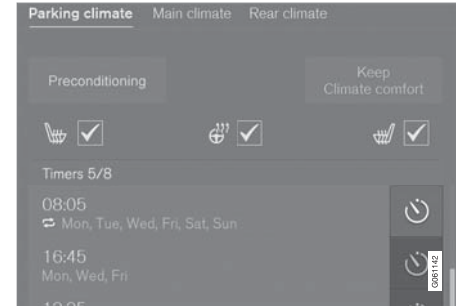 Parking climate Main climate Rear climate
Preconditioning
Keep
Climate comfort
Timers 5/8
08:05
Mon, Tue, Wed, Fri, Sat, Sun
16:45
Mon, Wed, Fri
G061142